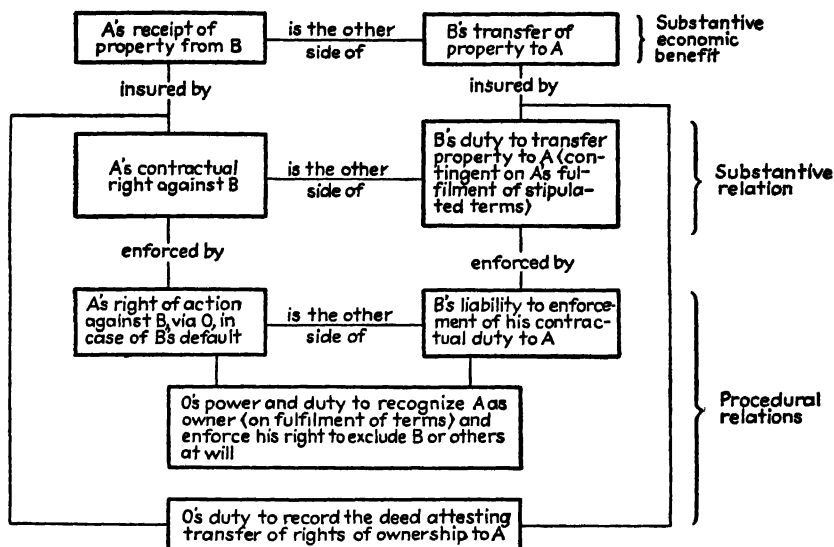 A's receipt of
property from B
is the other
side of
B's transfer of
property to A
Substantive
economic
benefit
insured by
insured by
A's contractual
right against B
is the other
side of
B's duty to transfer
property to A (con-
tingent on A's ful-
filment of stipula-
ted terms)
Substantive
relation
enforced by
enforced by
A's right of action
against B, via O, in
case of B's default
is the other
side of
B's liability to enforce-
ment of his contrac-
tual duty to A
O's power and duty to recognize A as
owner (on fulfilment of terms) and
enforce his right to exclude B or others
at will
Procedural
relations
O's duty to record the deed attesting
transfer of rights of ownership to A